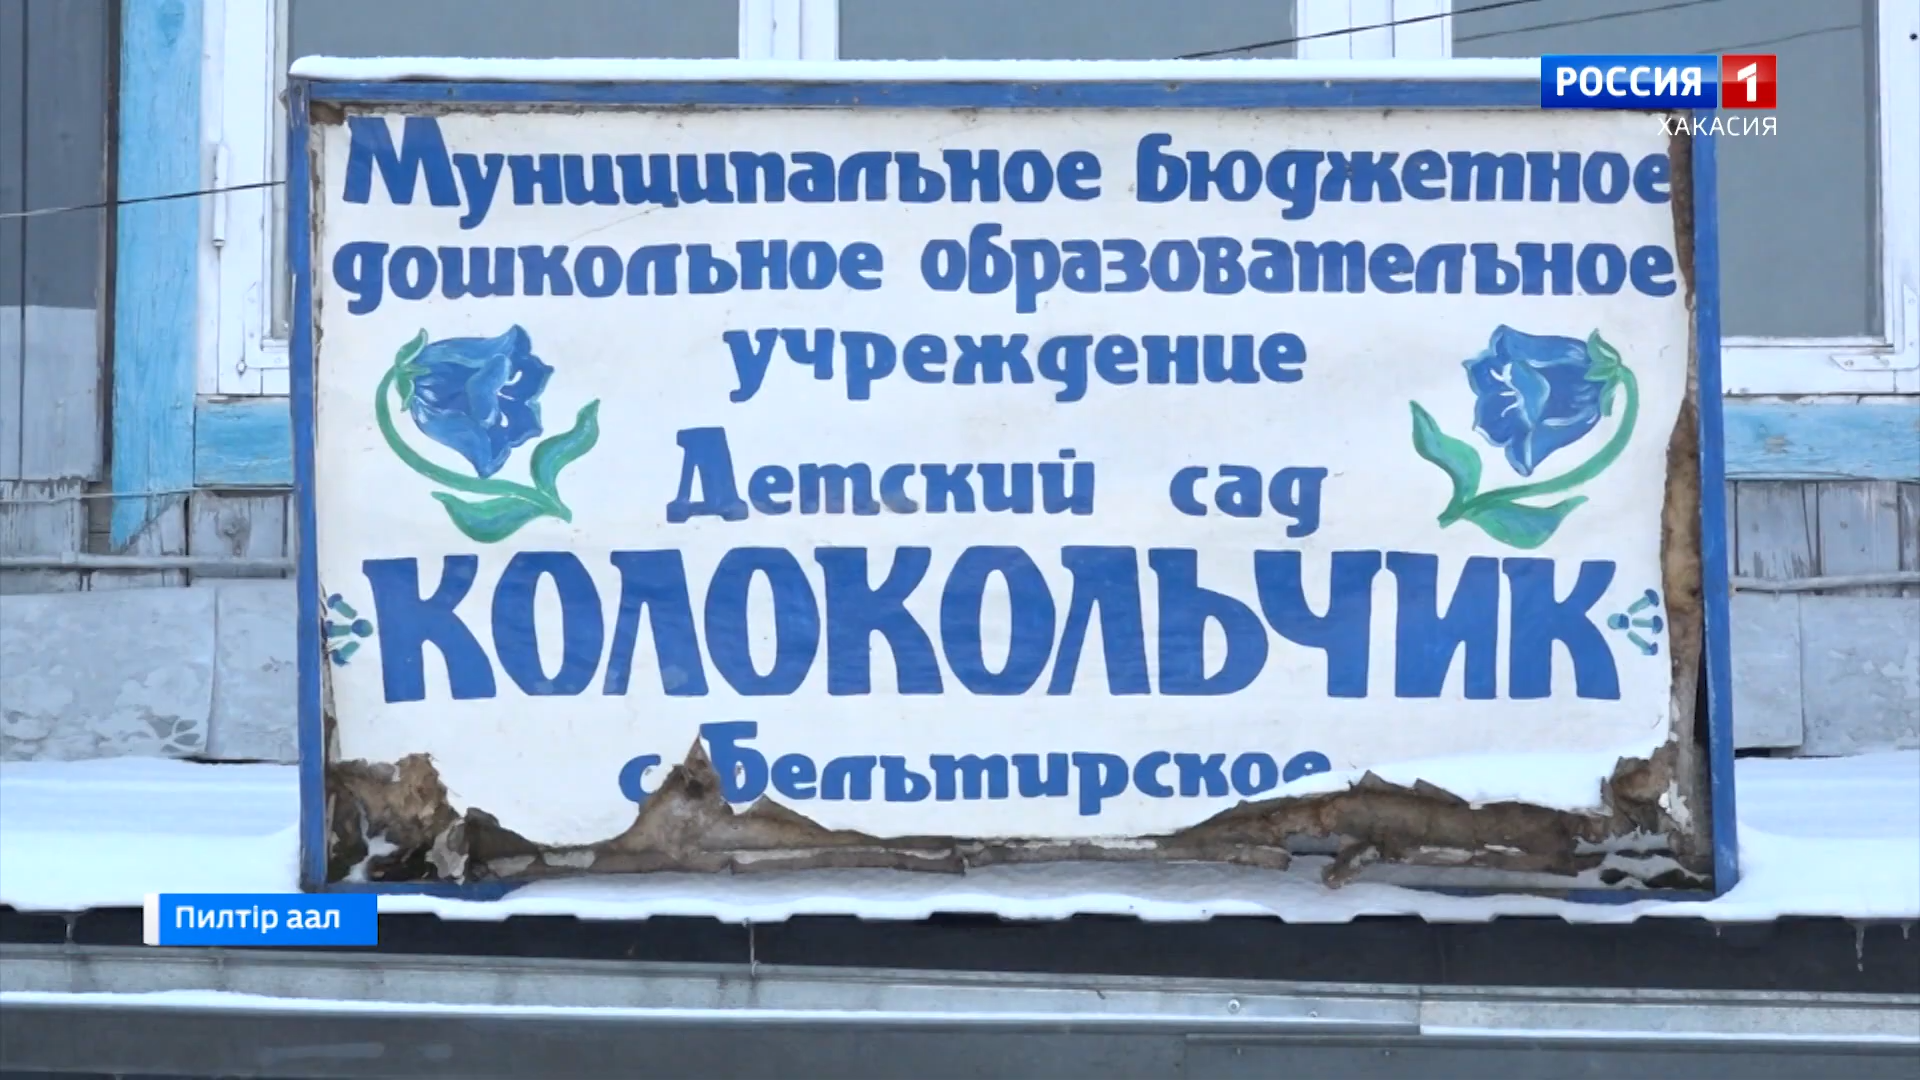 РОССИЯ 1
ХАКАСИЯ
Муниципальное бюджетное
дошкольное образовательное
учреждение
Детский сад
КОЛОКОЛЬЧИК
с Бельтирское
Пилтiр аал